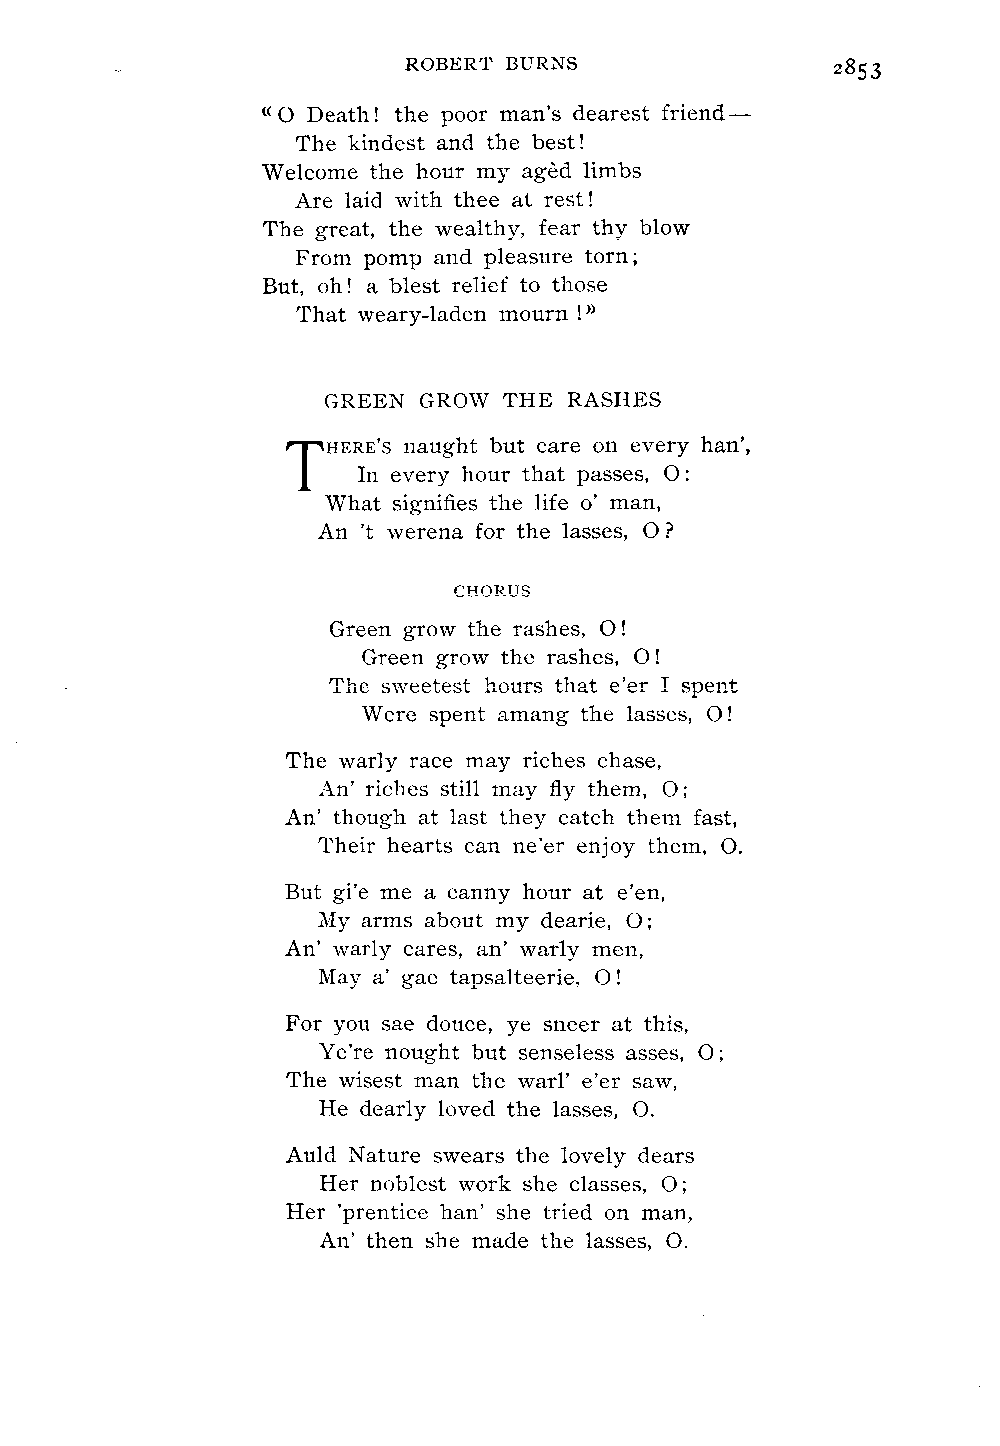 ROBERT BURNS 2853
«O Death! the poor man's dearest friend—
The kindest and the best!
Welcome the hour my agèd limbs
Are laid with thee at rest!
The great, the wealthy, fear thy blow
From pomp and pleasure torn;
But, oh! a blest relief to those
That weary-laden mourn!»
GREEN GROW THE RASHES
THERE'S naught but care on every han',
In every hour that passes, O:
What signifies the life o' man,
An 't werena for the lasses, O?
CHORUS
Green grow the rashes, O!
Green grow the rashes, O!
The sweetest hours that e'er I spent
Were spent amang the lasses, O!
The warly race may riches chase,
An' riches still may fly them, O;
An' though at last they catch them fast,
Their hearts can ne'er enjoy them, O.
But gi'e me a canny hour at e'en,
My arms about my dearie, O;
An' warly cares, an' warly men,
May a' gae tapsalteerie, O!
For you sae douce, ye sneer at this,
Ye're nought but senseless asses, O;
The wisest man the warl' e'er saw,
He dearly loved the lasses, O.
Auld Nature swears the lovely dears
Her noblest work she classes, O;
Her 'prentice han' she tried on man,
An' then she made the lasses, O.